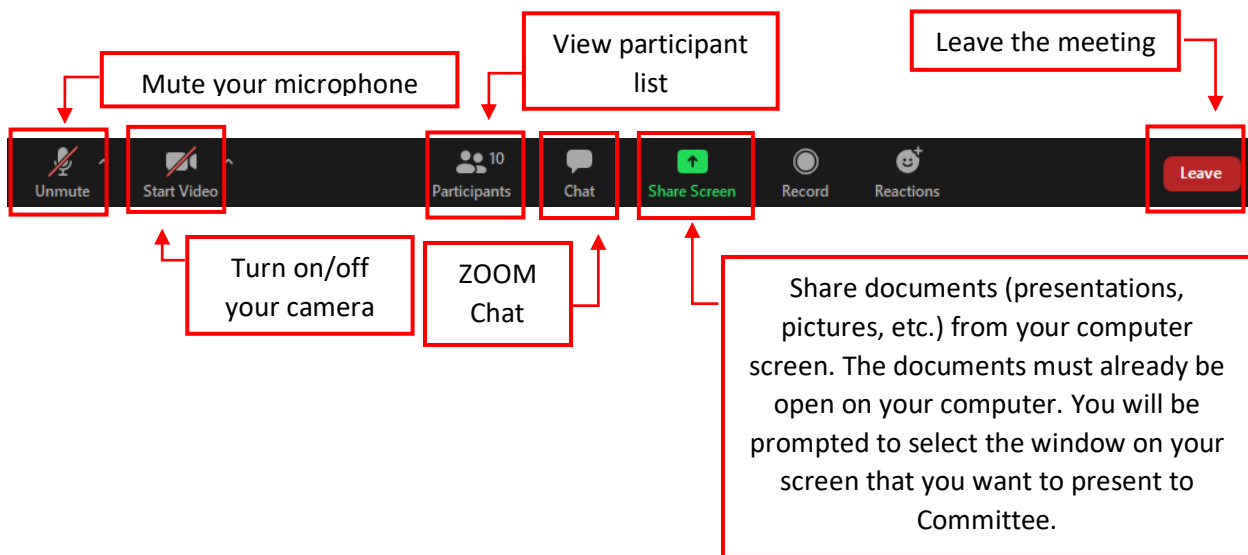 View participant
list
Leave the meeting
Mute your microphone
10
Unmute
Start Video
Participants
Chat
Share Screen
Record
Reactions
Leave
Turn on/off
your camera
ZOOM
Chat
Share documents (presentations,
pictures, etc.) from your computer
screen. The documents must already be
open on your computer. You will be
prompted to select the window on your
screen that you want to present to
Committee.